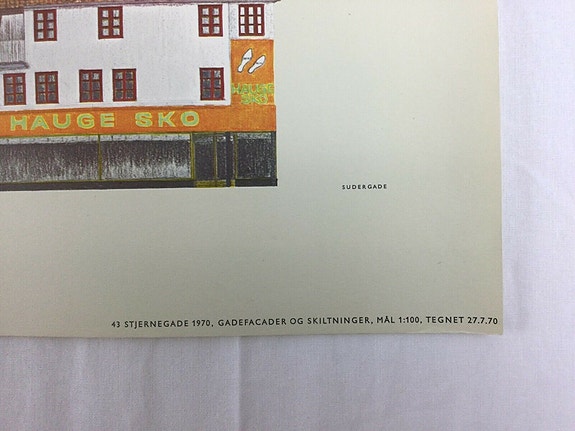 HAUGE
SKO
HAUGE SKO
SUDERGADE
43 STJERNEGADE 1970, GADEFACADER OG SKILTNINGER, MÅL 1:100, TEGNET 27.7.70